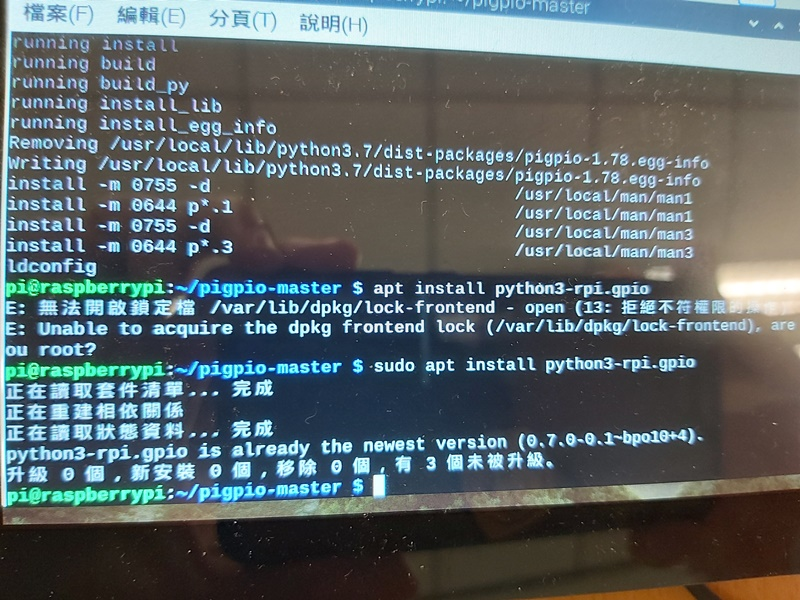 pigpio-master
檔案(F) 編輯(E) 分頁(T) 說明(H)
running install
running build
running build_py
running install_lib
running install_egg_info
Removing /usr/local/lib/python3.7/dist-packages/pigpio-1.78.egg-info
Writing /usr/local/lib/python3.7/dist-packages/pigpio-1.78.egg-info
install -m 0755 -d /usr/local/man/man1
install -m 0644 p*.1 /usr/local/man/man1
install -m 0755 -d /usr/local/man/man3
install -m 0644 p*.3 /usr/local/man/man3
ldconfig
pi@raspberrypi:~/pigpio-master $ apt install python3-rpi.gpio
E: 無法開啟鎖定檔 /var/lib/dpkg/lock-frontend - open (13: 拒絕不符權限的
E: Unable to acquire the dpkg frontend lock (/var/lib/dpkg/lock-frontend), are
ou root?
pi@raspberrypi:~/pigpio-master $ sudo apt install python3-rpi.gpio
正在讀取套件清單... 完成
正在重建相依關係
正在讀取狀態資料... 完成
python3-rpi.gpio is already the newest version (0.7.0-0.1~bpo10+4).
升級 0 個，新安裝 0 個，移除 0 個，有 3 個未被升級。
pi@raspberrypi:~/pigpio-master $